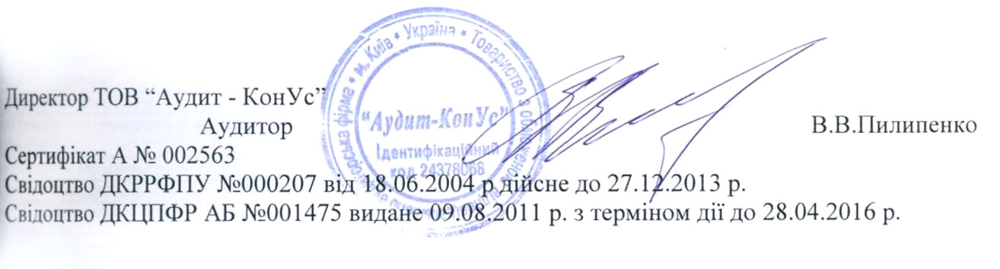 Директор ТОВ “Аудит - КонУс”
Аудитор В.В.Пилипенко
Сертифікат А № 002563
Свідоцтво ДКРРФПУ №000207 від 18.06.2004 р дійсне до 27.12.2013 р.
Свідоцтво ДКЦПФР АБ №001475 видане 09.08.2011 р. з терміном дії до 28.04.2016 р.
фірма * м. Київ * Україна * Товариство з обмеженою
“Аудит-КонУс”
Ідентифікаційний
код 24378068